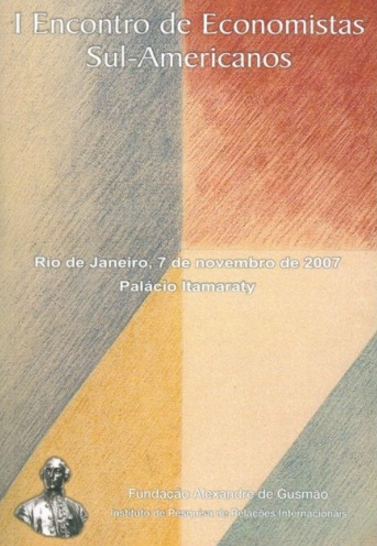 I Encontro de Economistas
Sul-Americanos
Rio de Janeiro, 7 de novembro de 2007
Palácio Itamaraty
Fundação Alexandre de Gusmão
Instituto de Pesquisa de Relações Internacionais